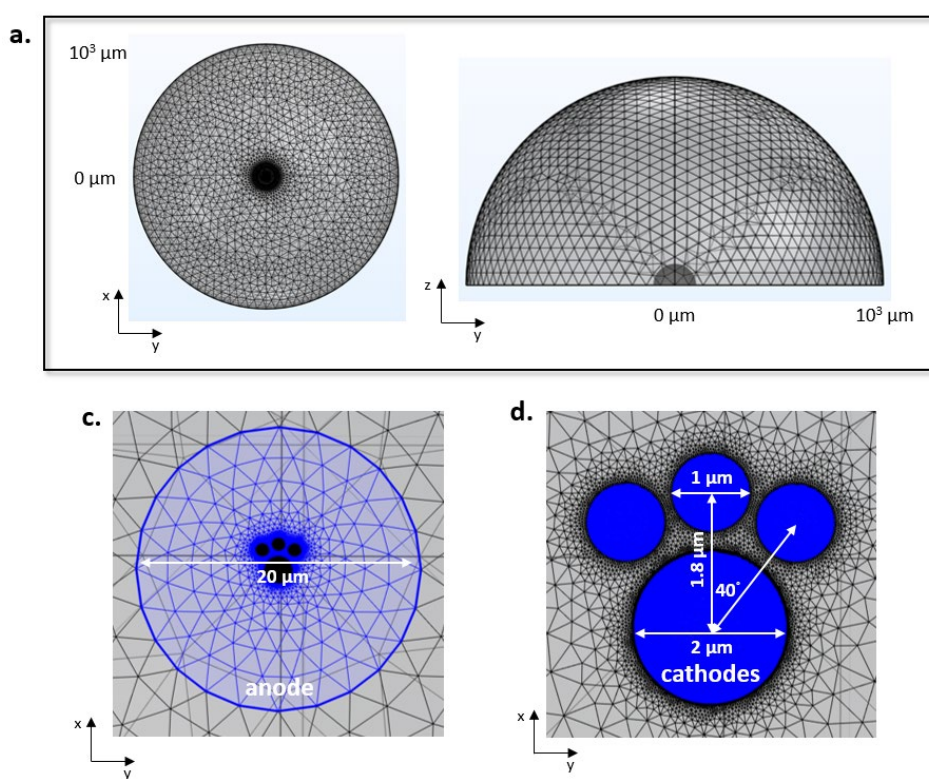 a.
10³ µm
0 µm
x
y
z
0 µm
10³ µm
y
c.
20 µm
anode
x
y
d.
1 µm
1.8 µm
40°
2 µm
cathodes
x
y